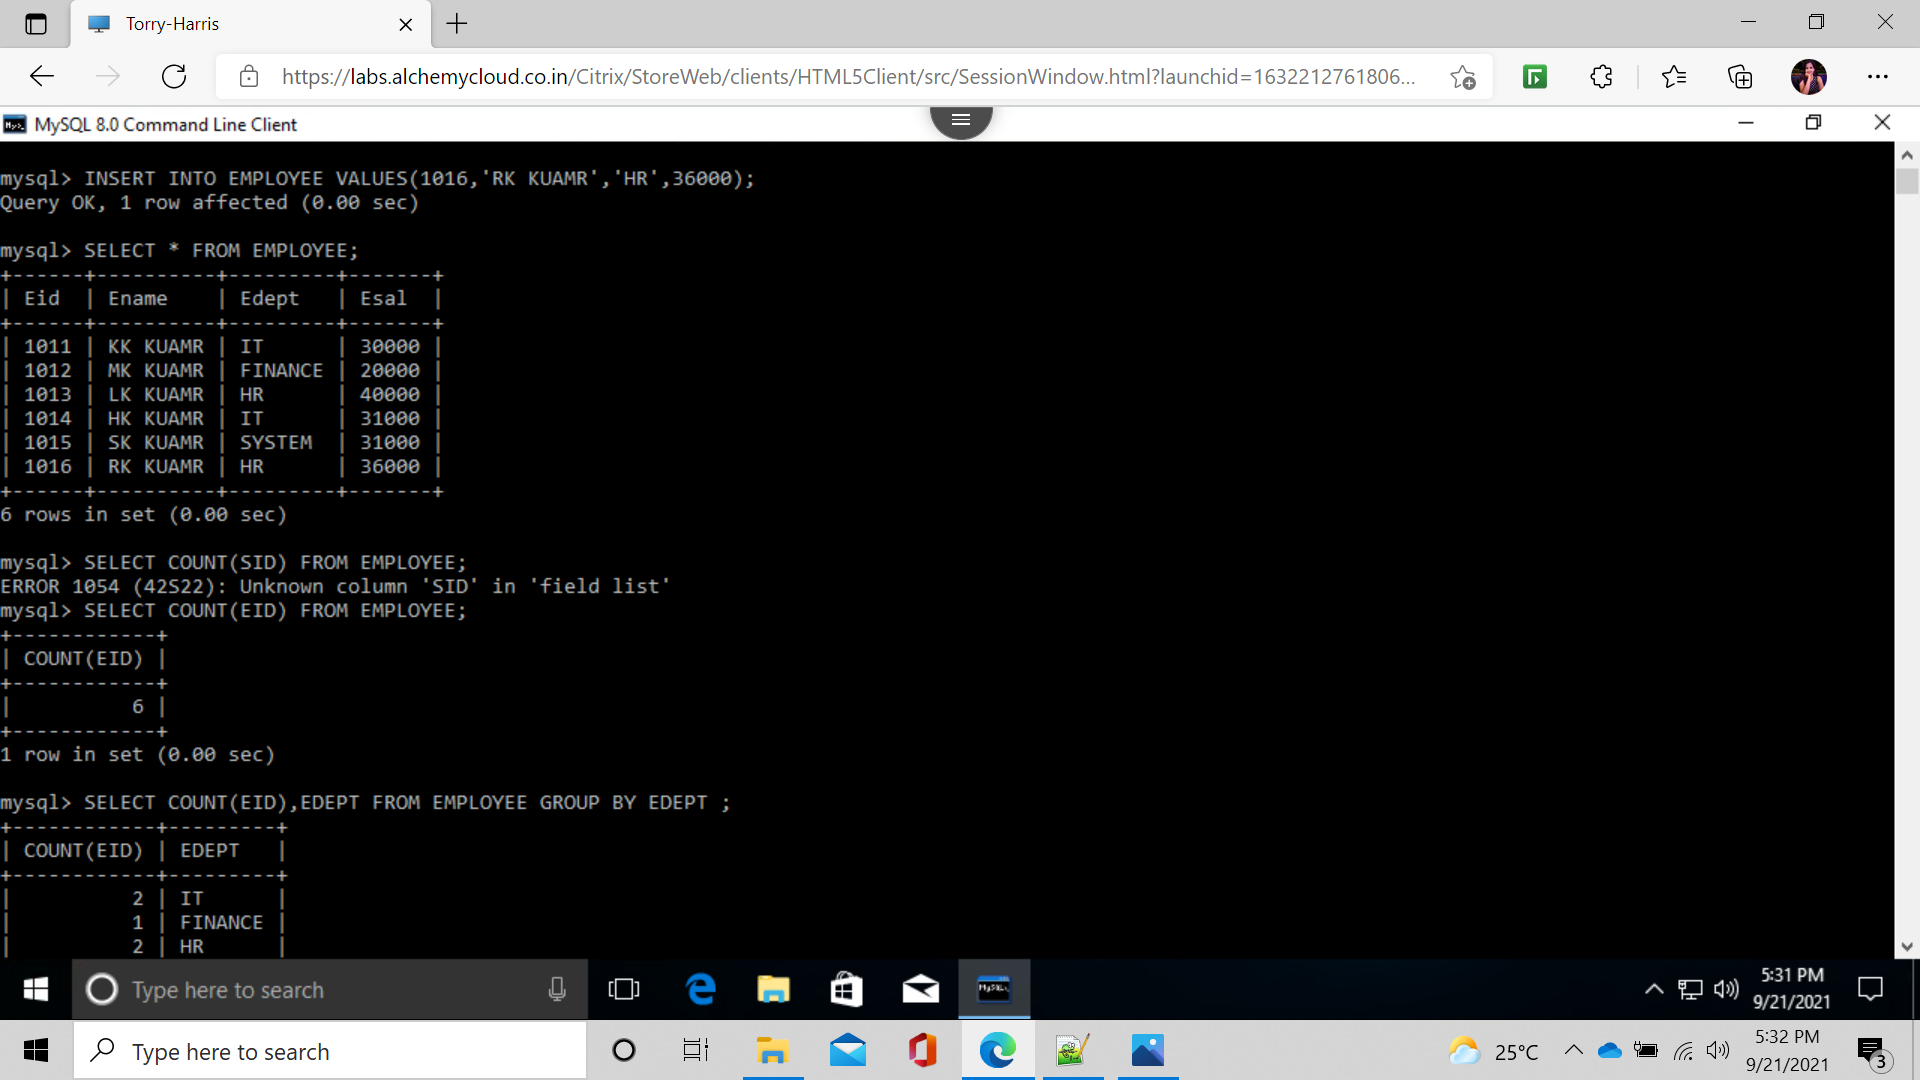 Torry-Harris
https://labs.alchemycloud.co.in/Citrix/StoreWeb/clients/HTML5Client/src/SessionWindow.html?launchid=1632212761806...
MySQL 8.0 Command Line Client
mysql> INSERT INTO EMPLOYEE VALUES(1016,'RK KUAMR','HR',36000);
Query OK, 1 row affected (0.00 sec)
mysql> SELECT * FROM EMPLOYEE;
+------+----------+---------+-------+
| Eid  | Ename    | Edept   | Esal  |
+------+----------+---------+-------+
| 1011 | KK KUAMR | IT      | 30000 |
| 1012 | MK KUAMR | FINANCE | 20000 |
| 1013 | LK KUAMR | HR      | 40000 |
| 1014 | HK KUAMR | IT      | 31000 |
| 1015 | SK KUAMR | SYSTEM  | 31000 |
| 1016 | RK KUAMR | HR      | 36000 |
+------+----------+---------+-------+
6 rows in set (0.00 sec)
mysql> SELECT COUNT(SID) FROM EMPLOYEE;
ERROR 1054 (42S22): Unknown column 'SID' in 'field list'
mysql> SELECT COUNT(EID) FROM EMPLOYEE;
+------------+
| COUNT(EID) |
+------------+
|          6 |
+------------+
1 row in set (0.00 sec)
mysql> SELECT COUNT(EID),EDEPT FROM EMPLOYEE GROUP BY EDEPT ;
+------------+---------+
| COUNT(EID) | EDEPT   |
+------------+---------+
|          2 | IT      |
|          1 | FINANCE |
|          2 | HR      |
Type here to search
5:31 PM
9/21/2021
Type here to search
25°C
5:32 PM
9/21/2021
3